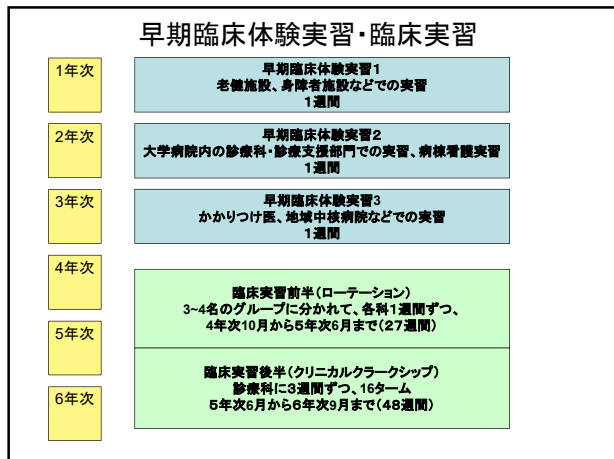 早期臨床体験実習・臨床実習
1年次
早期臨床体験実習１
老健施設、身障者施設などでの実習
1週間
2年次
早期臨床体験実習２
大学病院内の診療科・診療支援部門での実習、病棟看護実習
1週間
3年次
早期臨床体験実習3
かかりつけ医、地域中核病院などでの実習
1週間
4年次
臨床実習前半（ローテーション）
3~4名のグループに分かれて、各科１週間ずつ、
4年次10月から５年次６月まで（２７週間）
5年次
臨床実習後半（クリニカルクラークシップ）
診療科に３週間ずつ、16ターム
５年次６月から６年次９月まで（４８週間）
6年次